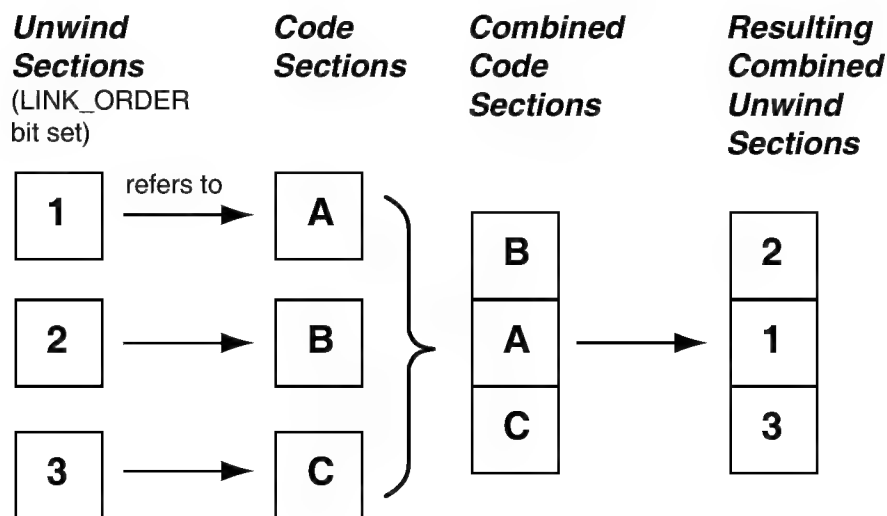 Unwind
Sections
(LINK_ORDER
bit set)
Code
Sections
Combined
Code
Sections
Resulting
Combined
Unwind
Sections
1
refers to
A
2
B
3
C
B
A
C
2
1
3